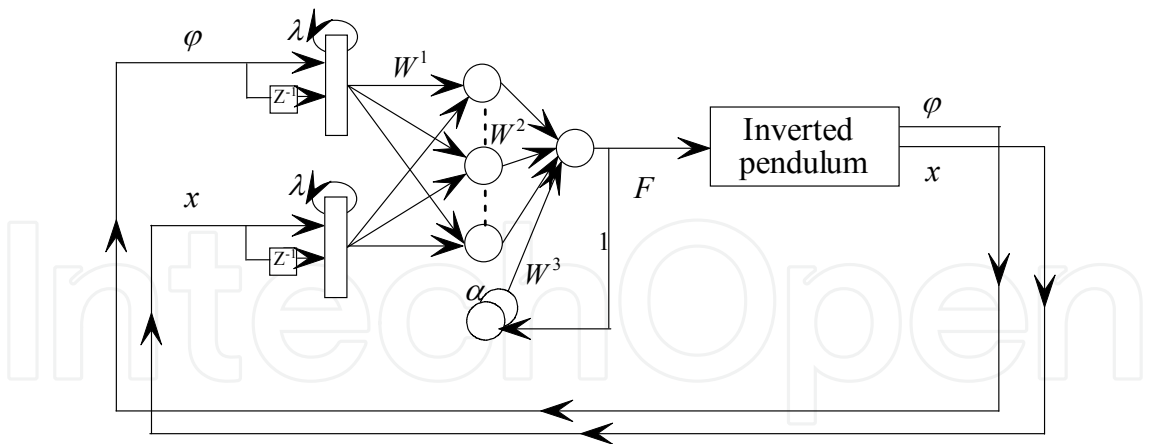 φ
λ
Z-1
W1
W2
x
λ
Z-1
W3
α
F
1
Inverted
pendulum
φ
x
IntechOpen